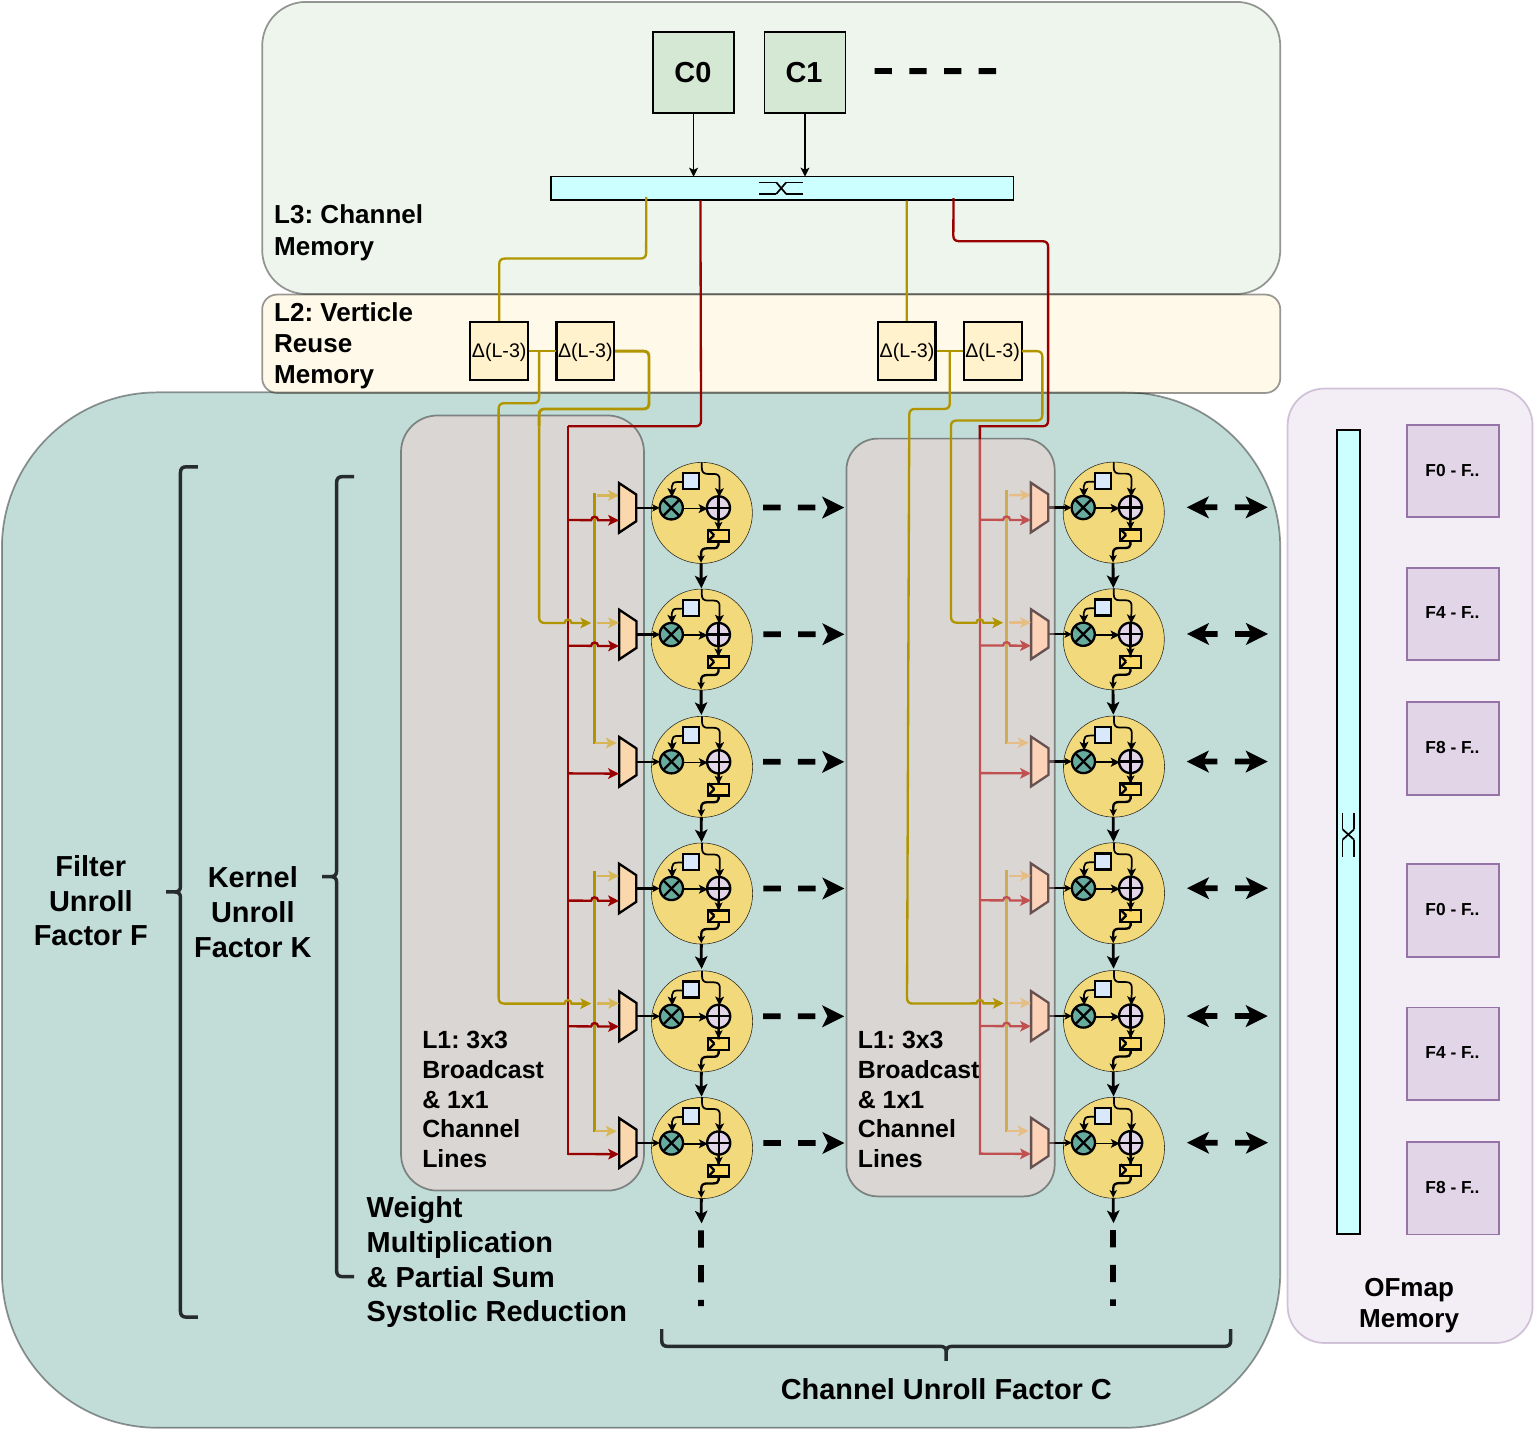 C0
C1
L3: Channel
Memory
L2: Verticle
Reuse
Memory
Δ(L-3)
Δ(L-3)
Δ(L-3)
Δ(L-3)
Filter
Unroll
Factor F
Kernel
Unroll
Factor K
L1: 3x3
Broadcast
& 1x1
Channel
Lines
L1: 3x3
Broadcast
& 1x1
Channel
Lines
Weight
Multiplication
& Partial Sum
Systolic Reduction
Channel Unroll Factor C
F0 - F..
F4 - F..
F8 - F..
F0 - F..
F4 - F..
F8 - F..
OFmap
Memory